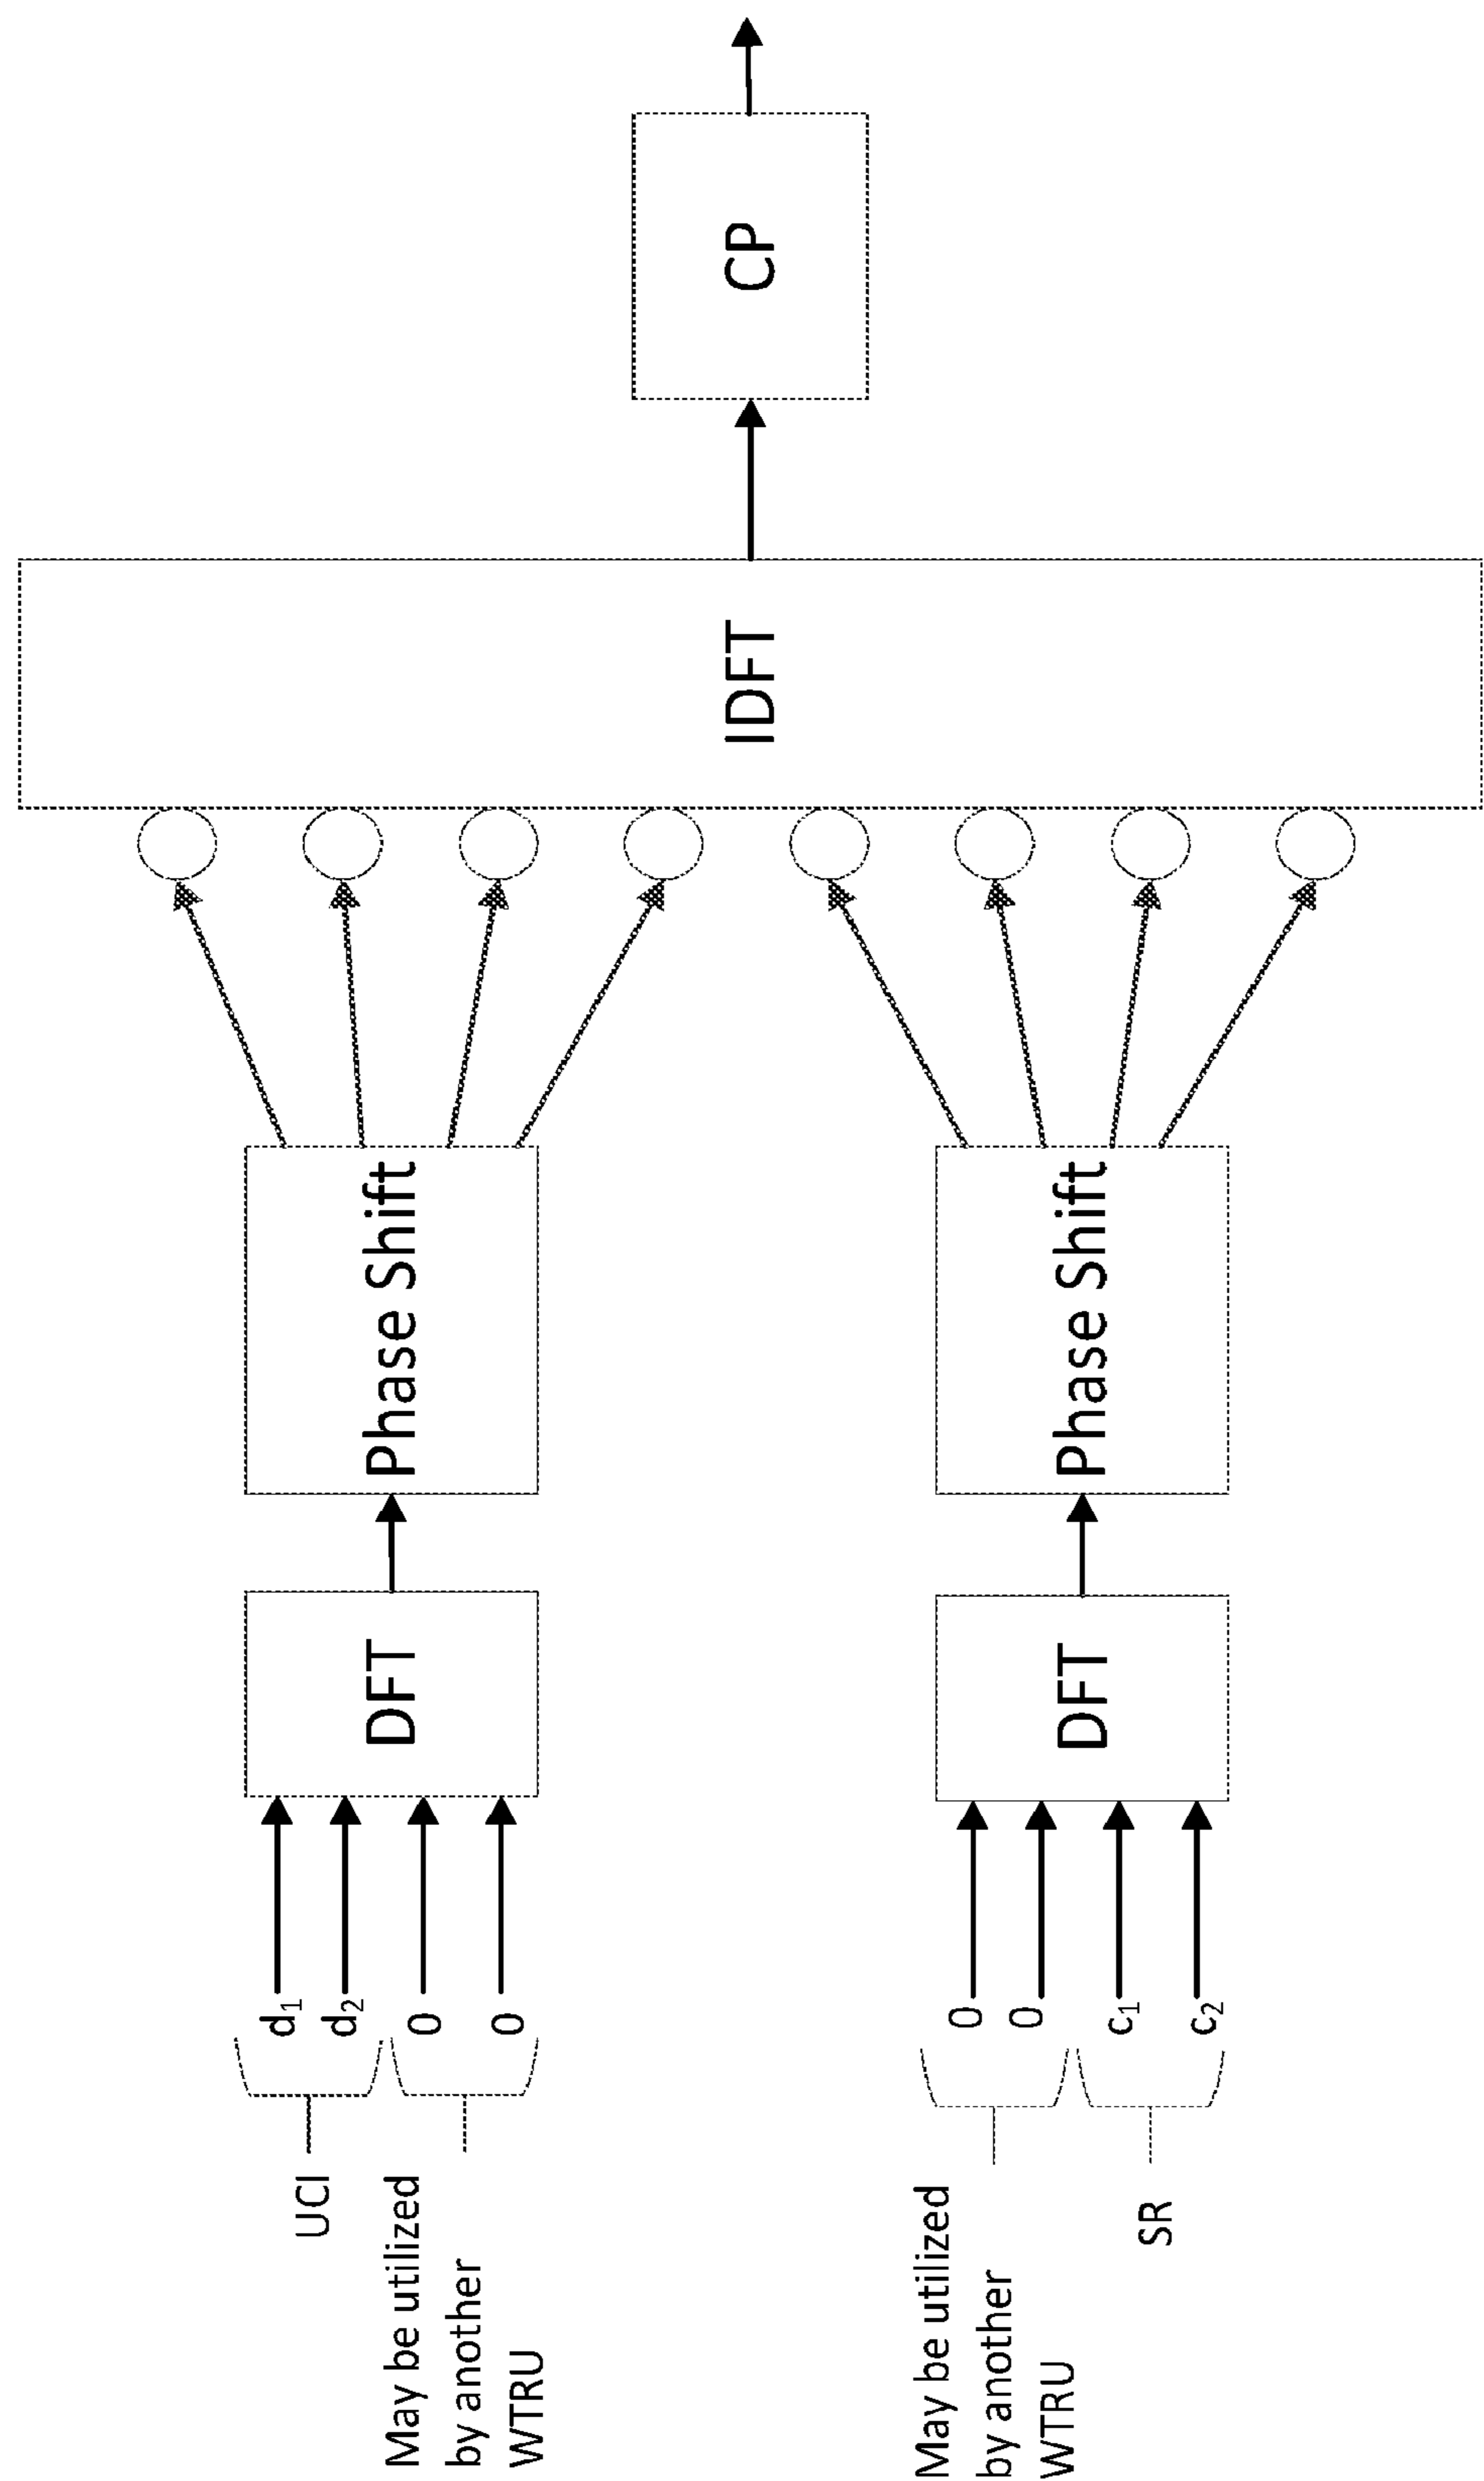 UCI
d1
d2
May be utilized
by another
WTRU
0
0
DFT
Phase Shift
May be utilized
by another
WTRU
0
0
SR
c1
c2
DFT
Phase Shift
IDFT
CP